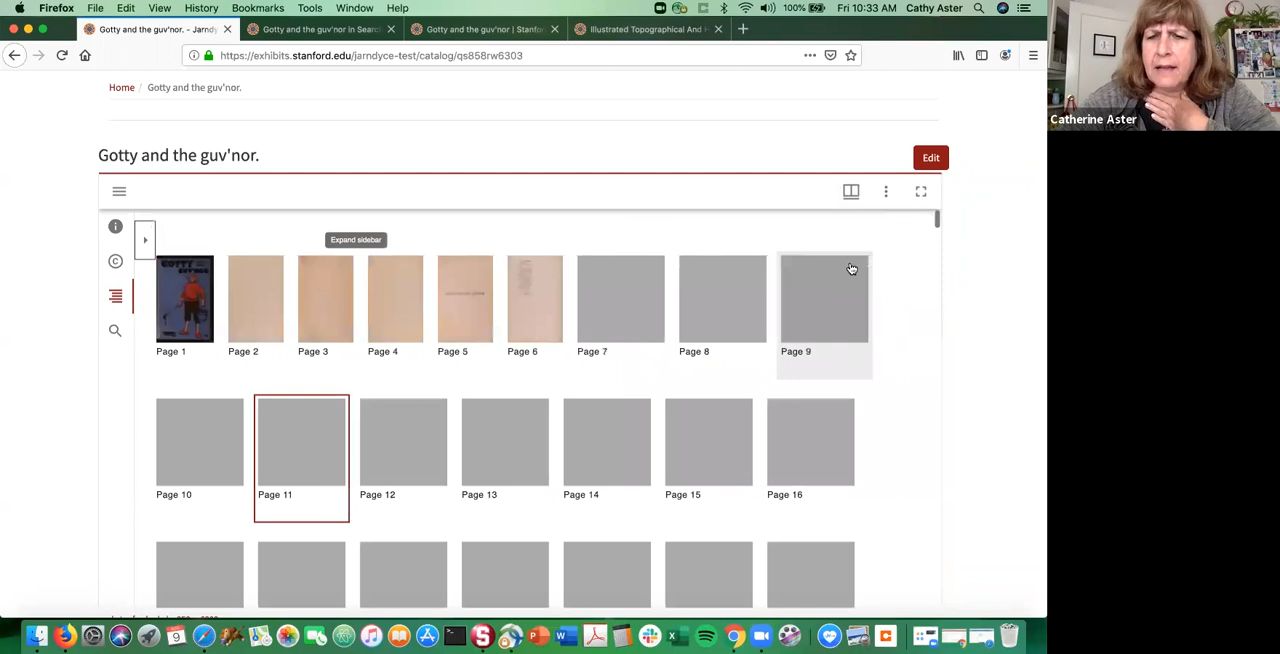 Firefox File Edit View History Bookmarks Tools Window Help 100% Fri 10:33 AM Cathy Aster
Gotty and the guv'nor. - Jarndy
Gotty and the guv'nor in Searc
Gotty and the guv'nor | Stanfor
Illustrated Topographical And H
https://exhibits.stanford.edu/jarndyce-test/catalog/qs858rw6303
Catherine Aster
Home / Gotty and the guv'nor.
Gotty and the guv'nor.
Edit
Expand sidebar
Page 1 Page 2 Page 3 Page 4 Page 5 Page 6 Page 7 Page 8 Page 9
Page 10 Page 11 Page 12 Page 13 Page 14 Page 15 Page 16